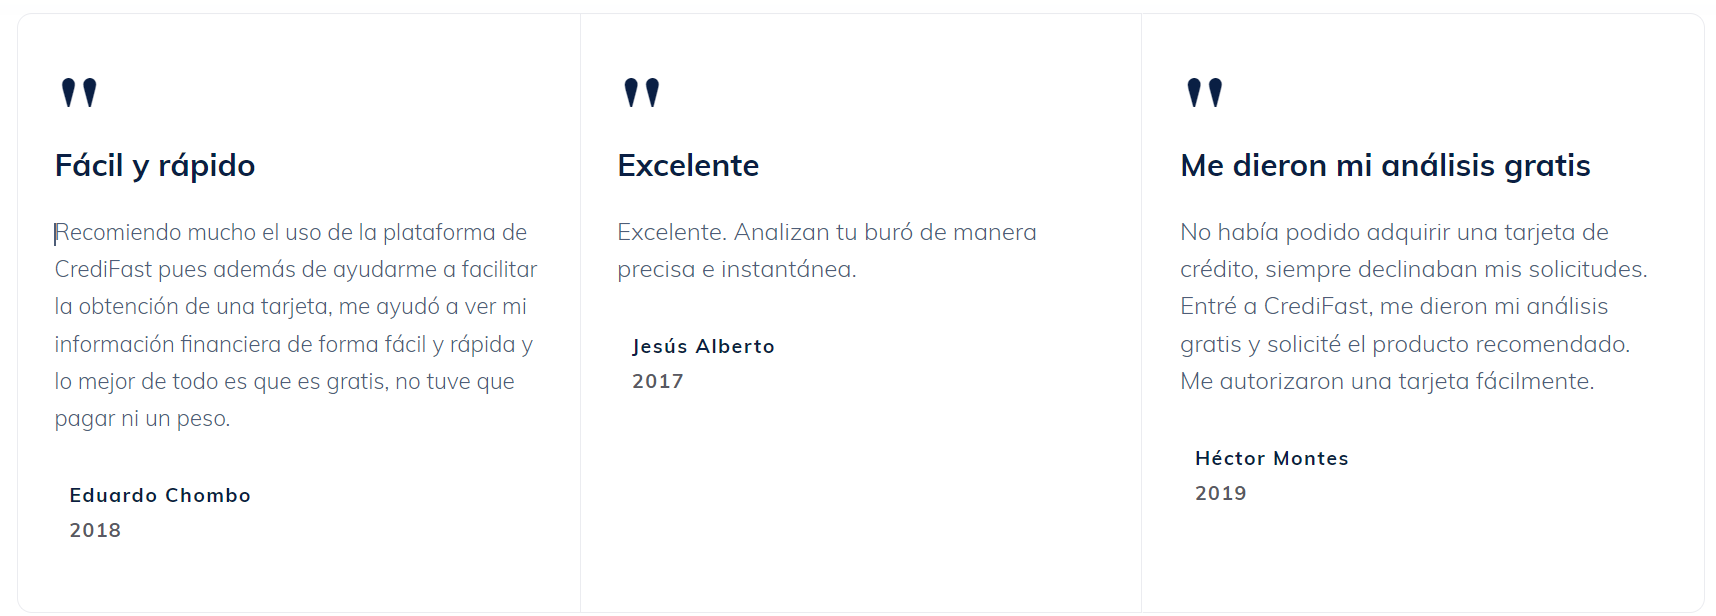 "
Fácil y rápido
Recomiendo mucho el uso de la plataforma de
CrediFast pues además de ayudarme a facilitar
la obtención de una tarjeta, me ayudó a ver mi
información financiera de forma fácil y rápida y
lo mejor de todo es que es gratis, no tuve que
pagar ni un peso.
Eduardo Chombo
2018
"
Excelente
Excelente. Analizan tu buró de manera
precisa e instantánea.
Jesús Alberto
2017
"
Me dieron mi análisis gratis
No había podido adquirir una tarjeta de
crédito, siempre declinaban mis solicitudes.
Entré a CrediFast, me dieron mi análisis
gratis y solicité el producto recomendado.
Me autorizaron una tarjeta fácilmente.
Héctor Montes
2019